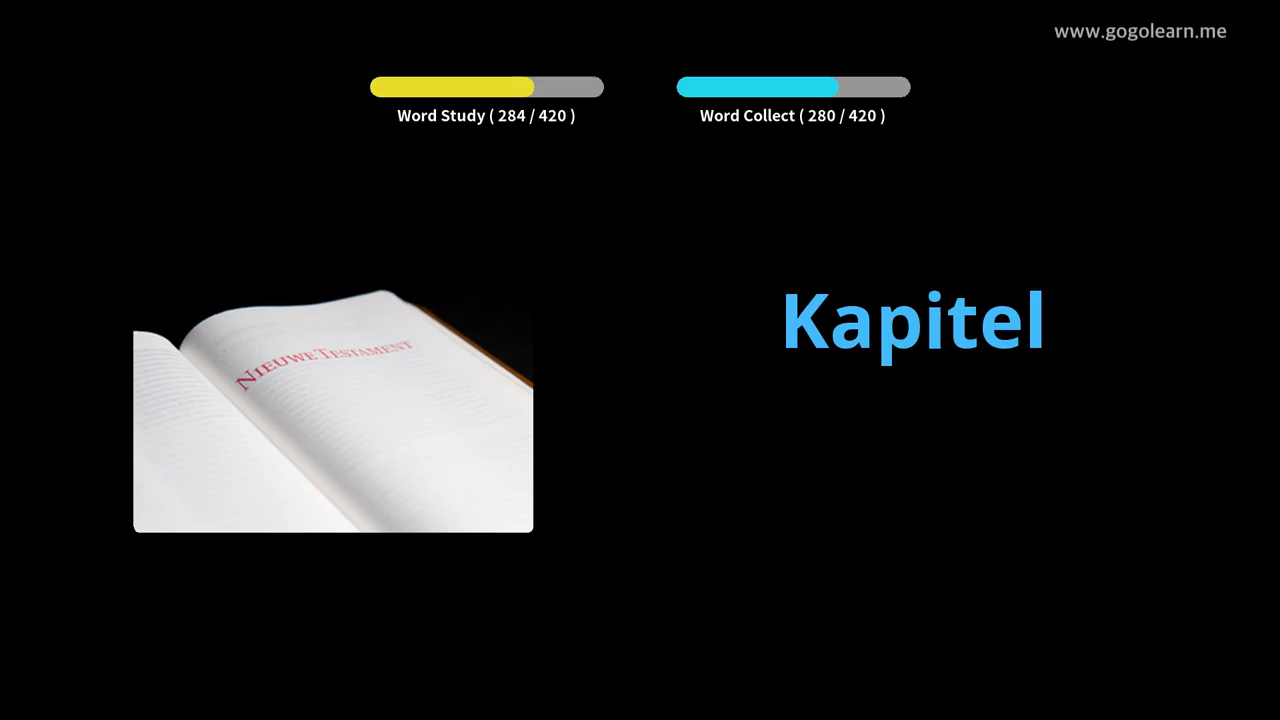 www.gogolearn.me
Word Study ( 284 / 420 )
Word Collect ( 280 / 420 )
Kapitel
NIEUWE TESTAMENT